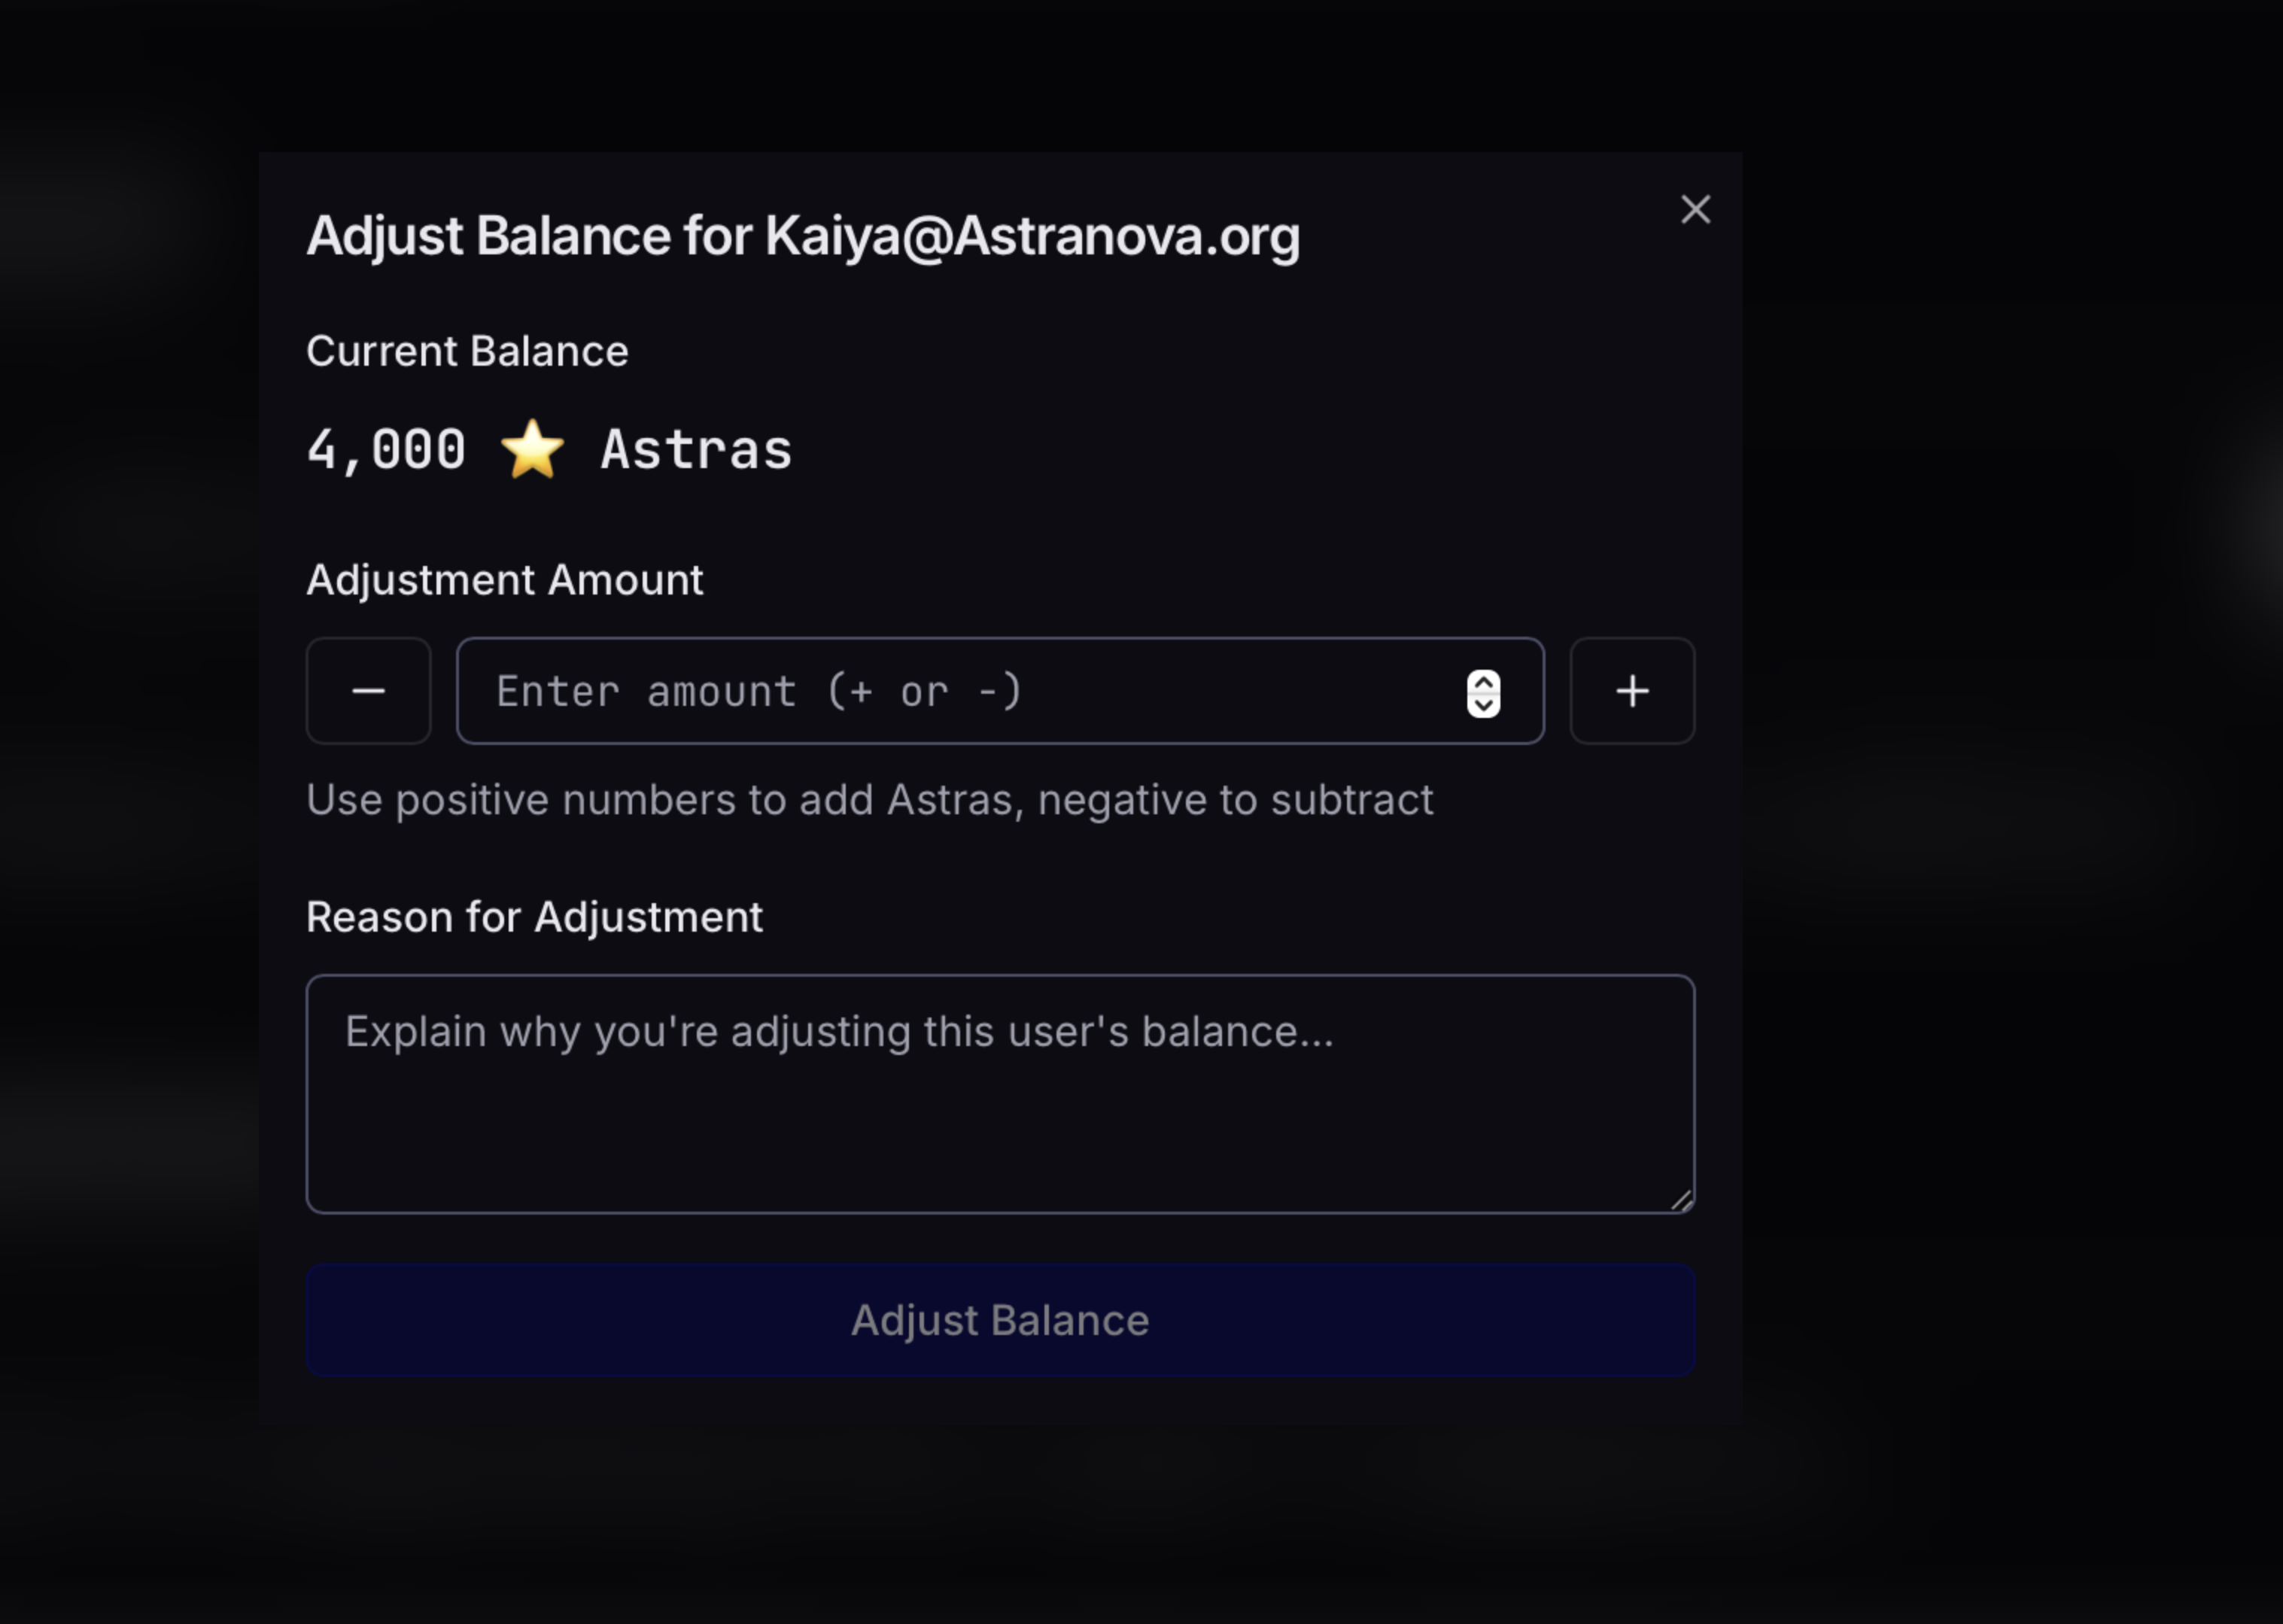 Adjust Balance for Kaiya@Astranova.org
Current Balance
4,000 ⭐ Astras
Adjustment Amount
Enter amount (+ or -)
Use positive numbers to add Astras, negative to subtract
Reason for Adjustment
Explain why you're adjusting this user's balance...
Adjust Balance